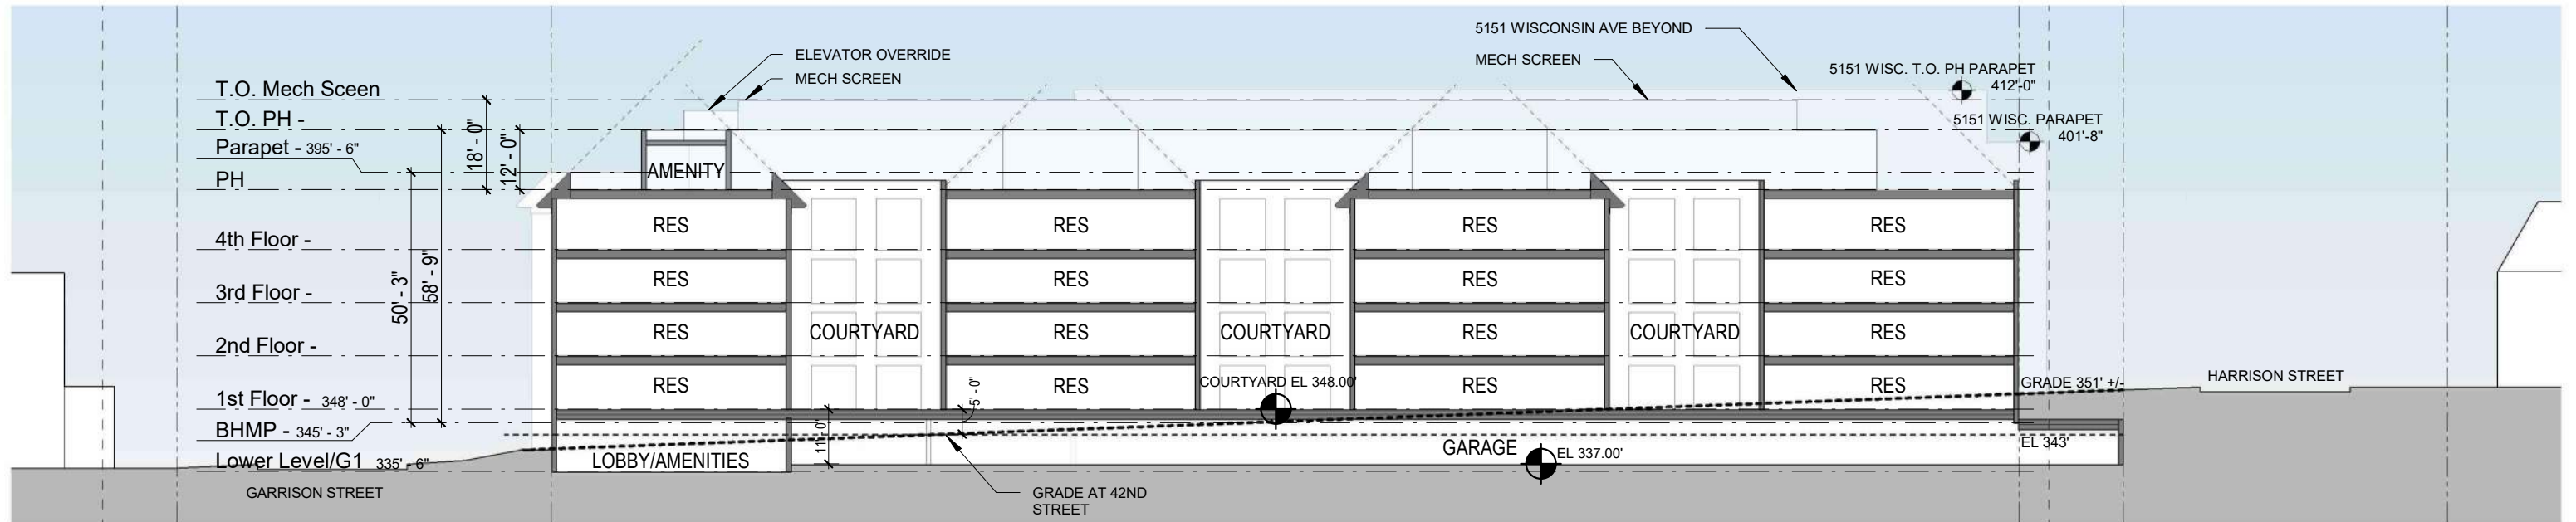 T.O. Mech Sceen
T.O. PH -
Parapet - 395' - 6"
PH
4th Floor -
3rd Floor -
2nd Floor -
1st Floor - 348' - 0"
BHMP - 345' - 3"
Lower Level/G1 335' - 6"
GARRISON STREET
50' - 3"
58' - 9"
18' - 0"
12' - 0"
ELEVATOR OVERRIDE
MECH SCREEN
5151 WISCONSIN AVE BEYOND
MECH SCREEN
5151 WISC. T.O. PH PARAPET
412'-0"
5151 WISC. PARAPET
401'-8"
AMENITY
RES RES RES RES
RES RES RES RES
RES COURTYARD RES COURTYARD RES COURTYARD RES
RES RES RES RES
COURTYARD EL 348.00'
5' - 0"
11' - 0"
GRADE 351' +/-
HARRISON STREET
EL 343'
LOBBY/AMENITIES
GARAGE
EL 337.00'
GRADE AT 42ND
STREET